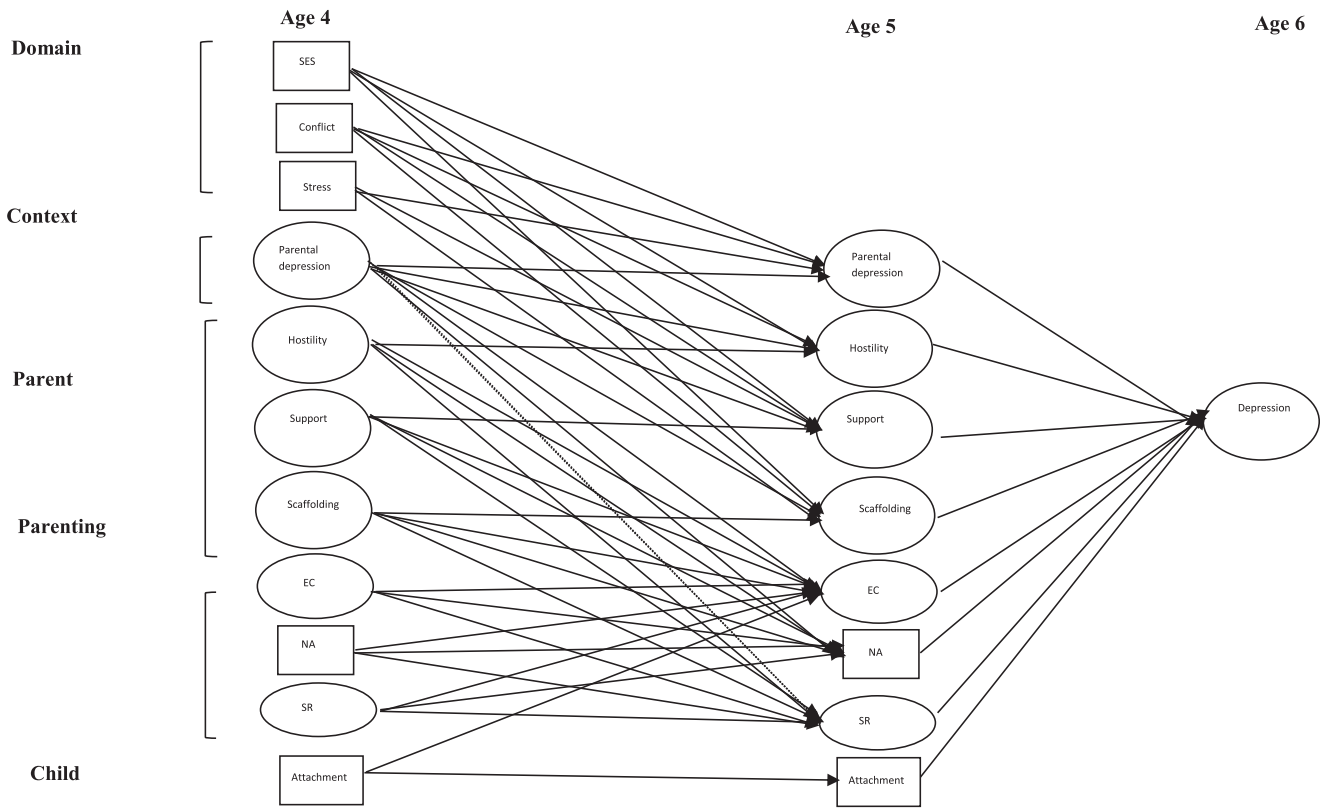 Age 4
Age 5
Age 6
Domain
SES
Conflict
Stress
Context
Parental
depression
Parental
depression
Hostility
Hostility
Parent
Support
Support
Depression
Scaffolding
Scaffolding
Parenting
EC
EC
NA
NA
SR
SR
Child
Attachment
Attachment